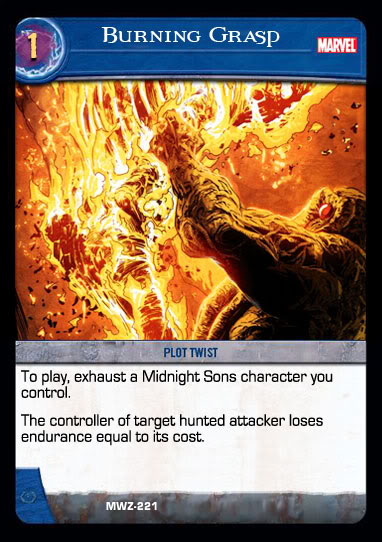 1
Burning Grasp
MARVEL
PLOT TWIST
To play, exhaust a Midnight Sons character you
control.
The controller of target hunted attacker loses
endurance equal to its cost.
MWZ-221